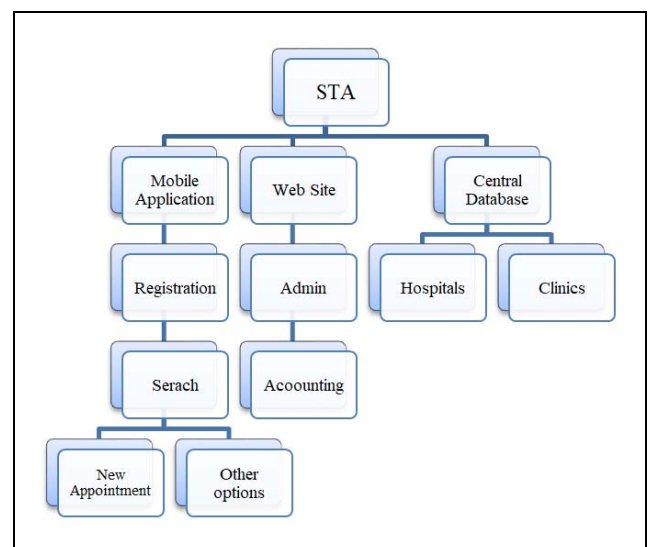 STA
Mobile
Application
Web Site
Central
Database
Registration
Admin
Hospitals
Clinics
Serach
Acoounting
New
Appointment
Other
options